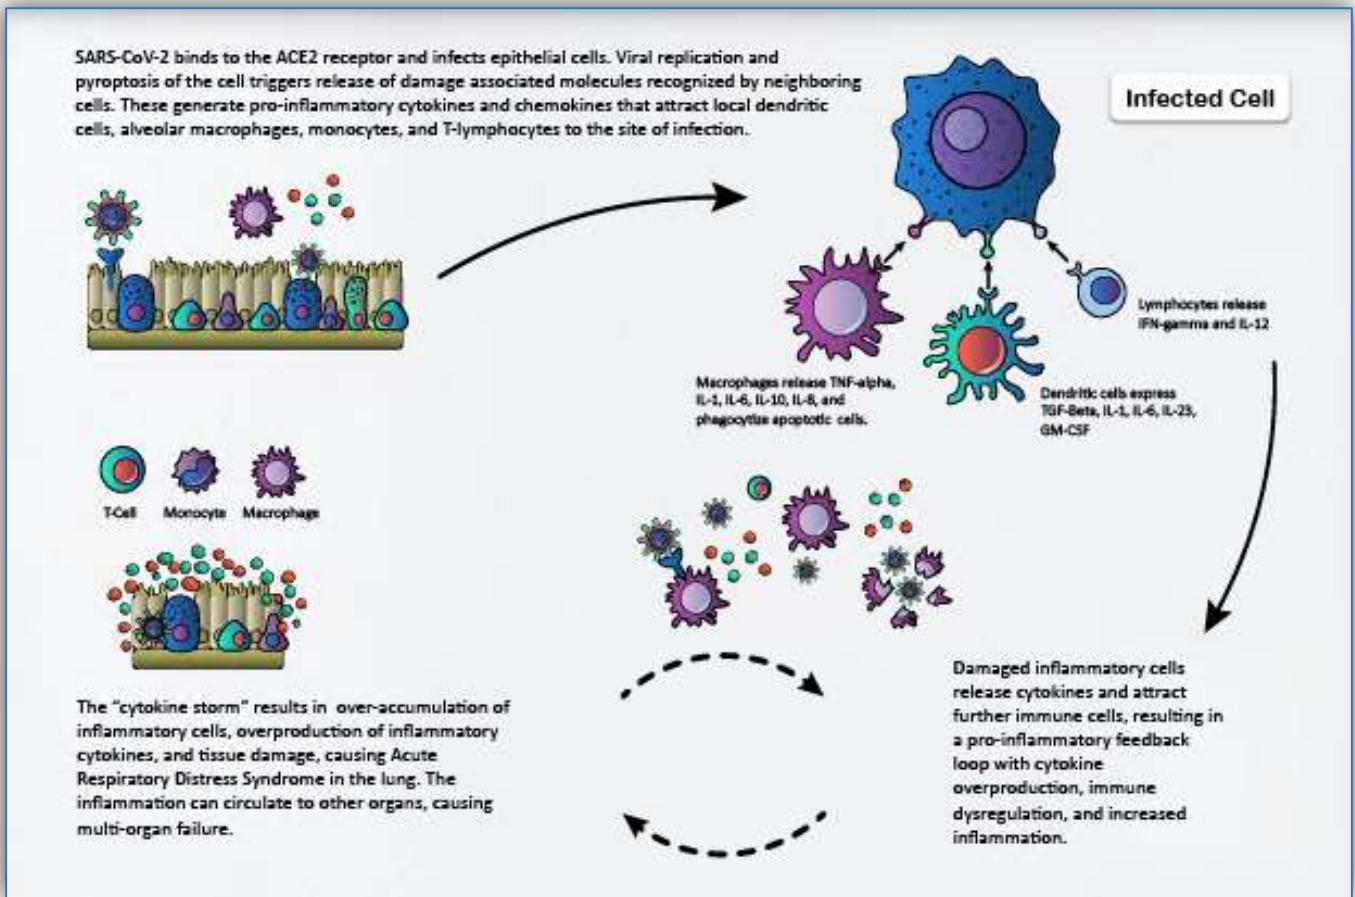 SARS-CoV-2 binds to the ACE2 receptor and infects epithelial cells. Viral replication and
pyroptosis of the cell triggers release of damage associated molecules recognized by neighboring
cells. These generate pro-inflammatory cytokines and chemokines that attract local dendritic
cells, alveolar macrophages, monocytes, and T-lymphocytes to the site of infection.
Infected Cell
Lymphocytes release
IFN-gamma and IL-12
Macrophages release TNF-alpha,
IL-1, IL-6, IL-10, IL-8, and
phagocytize apoptotic cells.
Dendritic cells express
TGF-Beta, IL-1, IL-6, IL-23,
GM-CSF
T-Cell Monocyte Macrophage
The “cytokine storm” results in over-accumulation of
inflammatory cells, overproduction of inflammatory
cytokines, and tissue damage, causing Acute
Respiratory Distress Syndrome in the lung. The
inflammation can circulate to other organs, causing
multi-organ failure.
Damaged inflammatory cells
release cytokines and attract
further immune cells, resulting in
a pro-inflammatory feedback
loop with cytokine
overproduction, immune
dysregulation, and increased
inflammation.